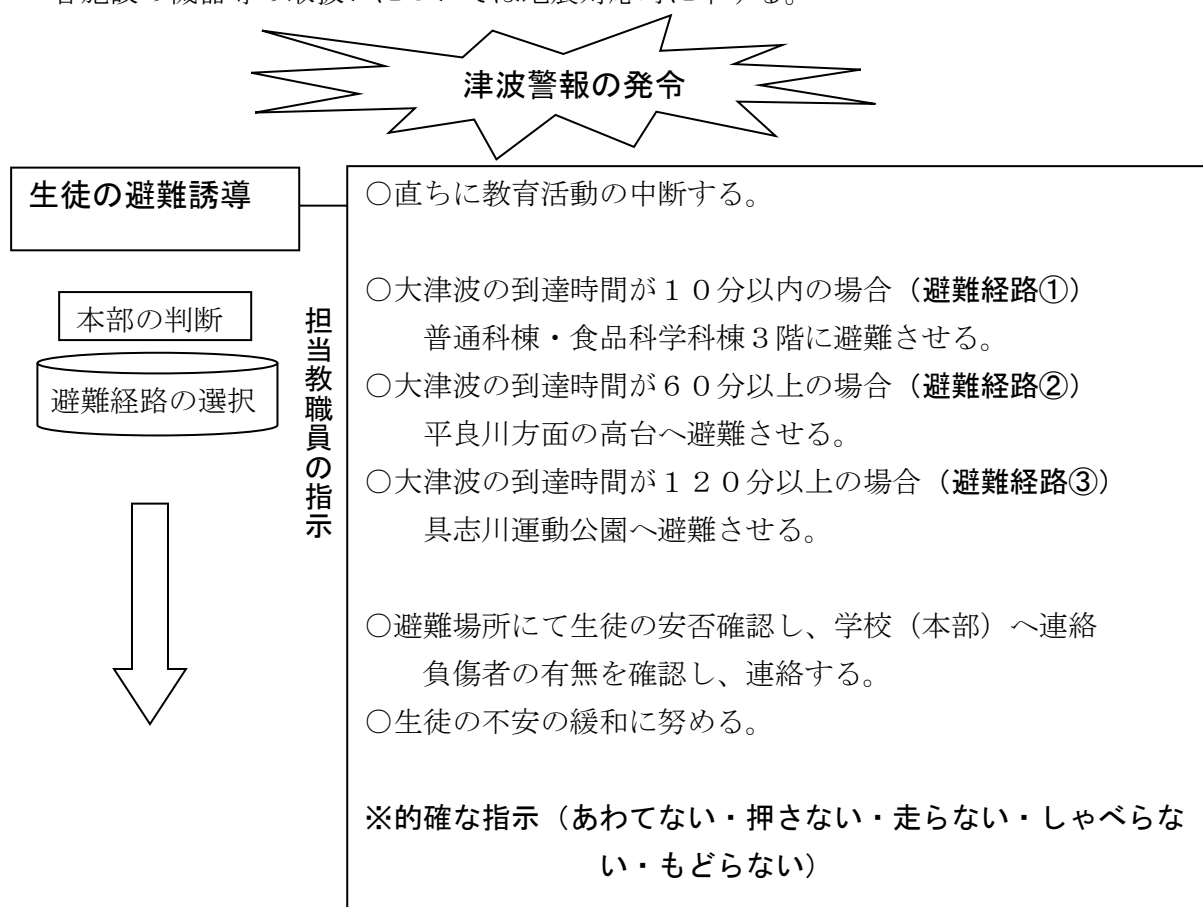 津波警報の発令
生徒の避難誘導
本部の判断
避難経路の選択
担当教職員の指示
○直ちに教育活動の中断する。
○大津波の到達時間が１０分以内の場合（避難経路①）
普通科棟・食品科学科棟３階に避難させる。
○大津波の到達時間が６０分以上の場合（避難経路②）
平良川方面の高台へ避難させる。
○大津波の到達時間が１２０分以上の場合（避難経路③）
具志川運動公園へ避難させる。
○避難場所にて生徒の安否確認し、学校（本部）へ連絡
負傷者の有無を確認し、連絡する。
○生徒の不安の緩和に努める。
※的確な指示（あわてない・押さない・走らない・しゃべらな
い・もどらない）